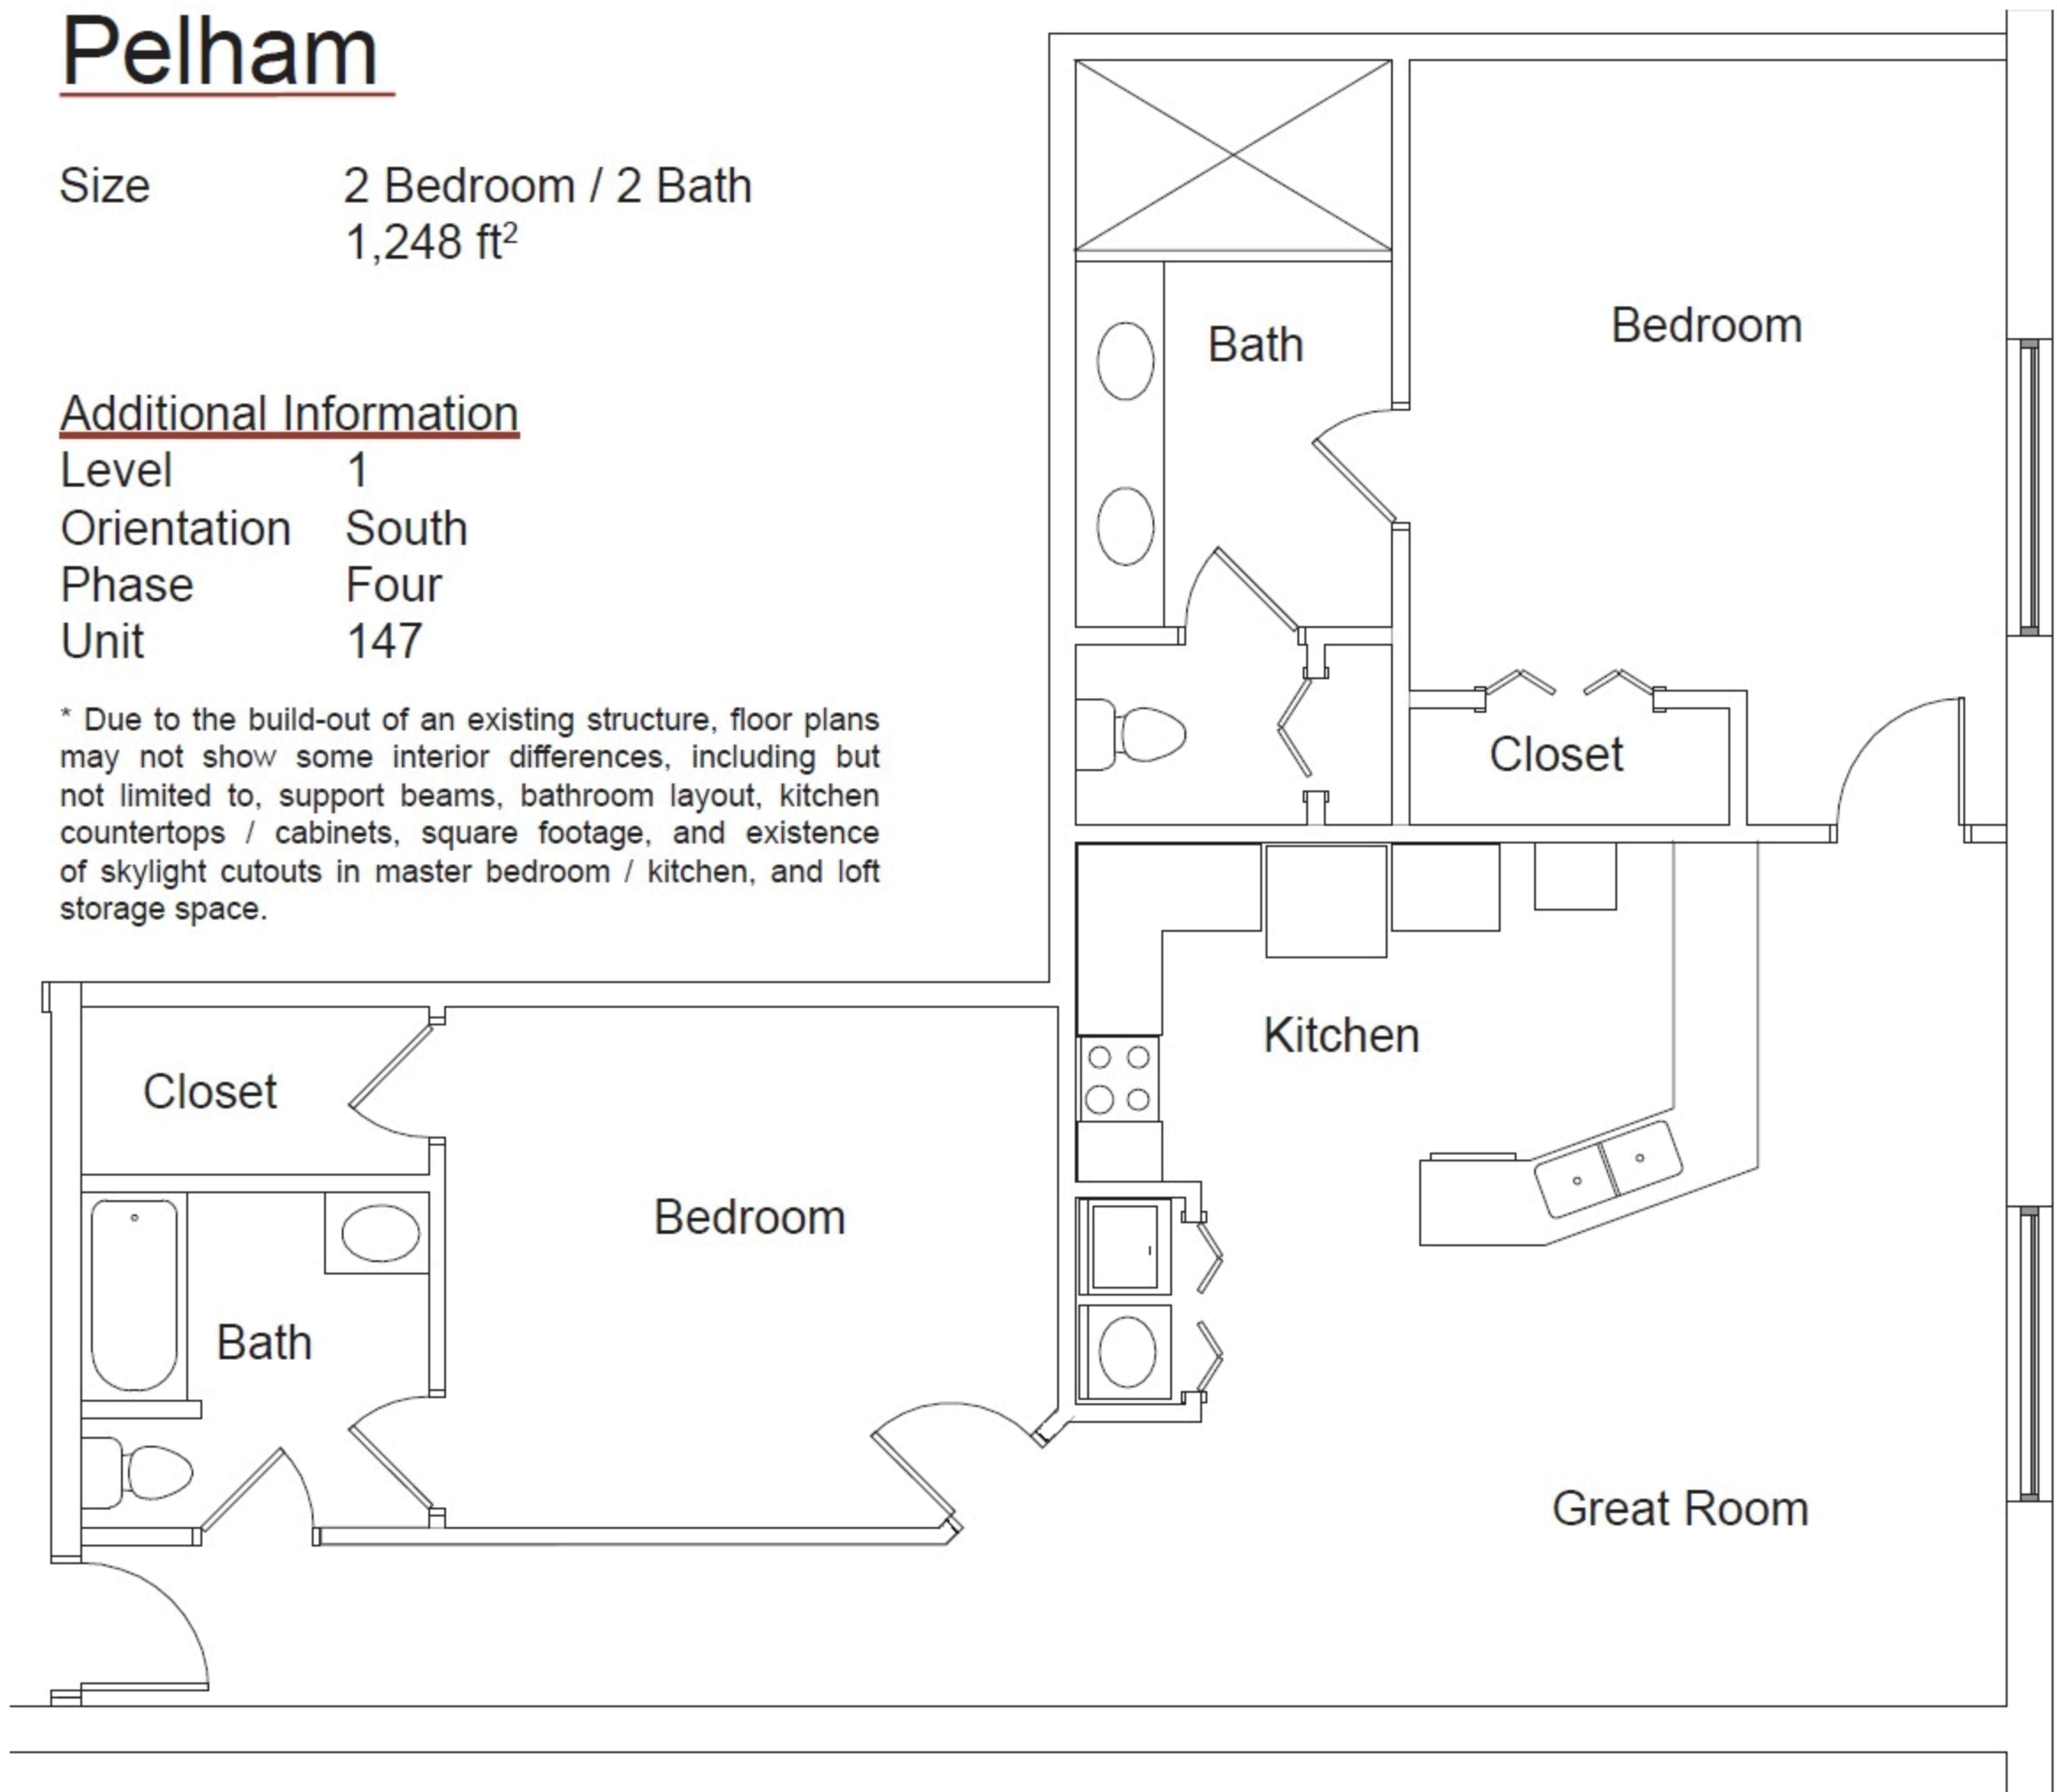 Pelham
Size 2 Bedroom / 2 Bath
1,248 ft²
Additional Information
Level 1
Orientation South
Phase Four
Unit 147
* Due to the build-out of an existing structure, floor plans
may not show some interior differences, including but
not limited to, support beams, bathroom layout, kitchen
countertops / cabinets, square footage, and existence
of skylight cutouts in master bedroom / kitchen, and loft
storage space.
Bath
Bedroom
Closet
Kitchen
Closet
Bedroom
Bath
Great Room